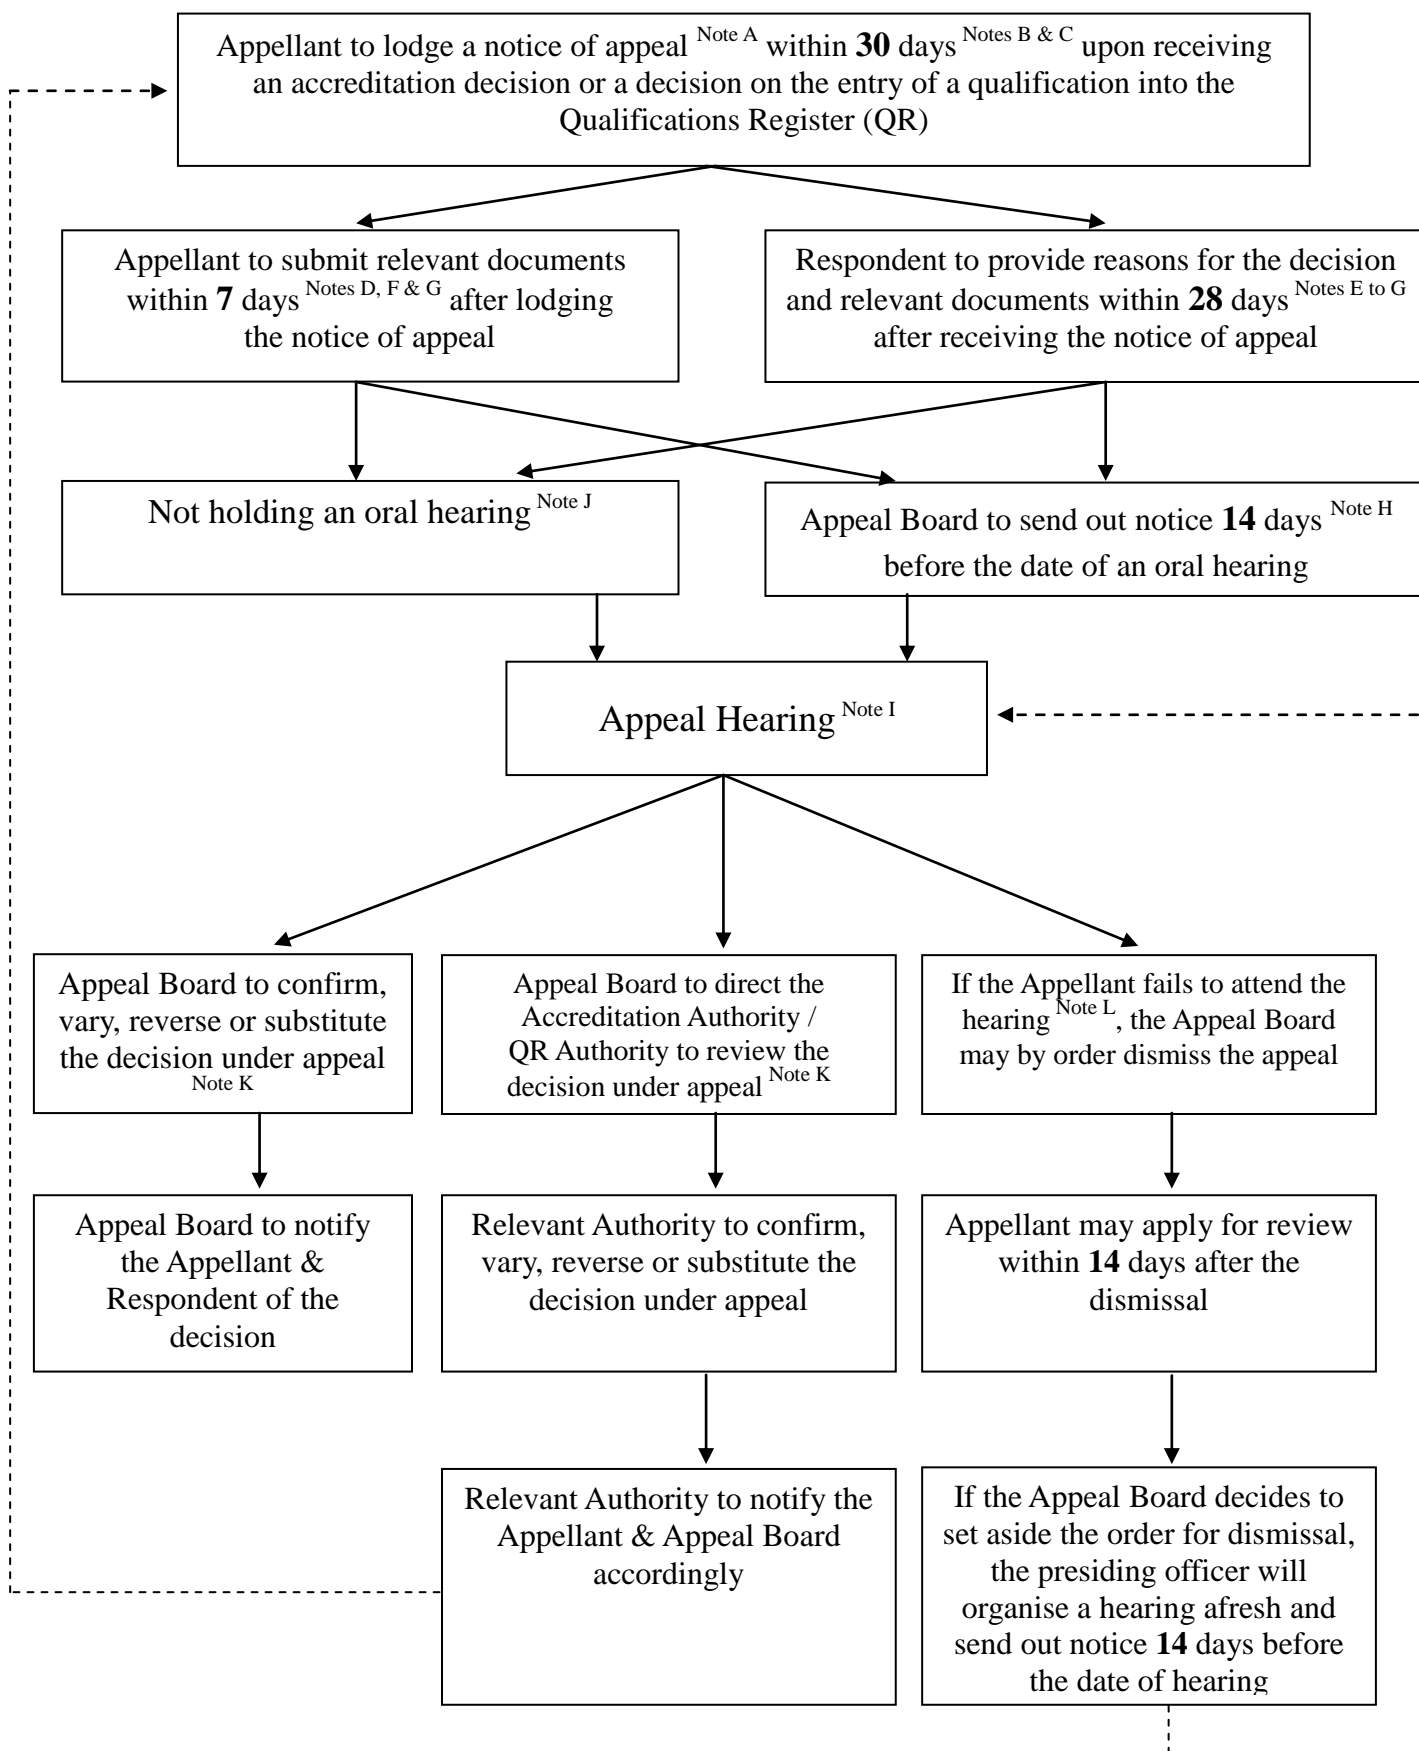 Appellant to lodge a notice of appeal Note A within 30 days Notes B & C upon receiving
an accreditation decision or a decision on the entry of a qualification into the
Qualifications Register (QR)
Appellant to submit relevant documents
within 7 days Notes D, F & G after lodging
the notice of appeal
Respondent to provide reasons for the decision
and relevant documents within 28 days Notes E to G
after receiving the notice of appeal
Not holding an oral hearing Note J
Appeal Board to send out notice 14 days Note H
before the date of an oral hearing
Appeal Hearing Note I
Appeal Board to confirm,
vary, reverse or substitute
the decision under appeal
Note K
Appeal Board to direct the
Accreditation Authority /
QR Authority to review the
decision under appeal Note K
If the Appellant fails to attend the
hearing Note L, the Appeal Board
may by order dismiss the appeal
Appeal Board to notify
the Appellant &
Respondent of the
decision
Relevant Authority to confirm,
vary, reverse or substitute the
decision under appeal
Appellant may apply for review
within 14 days after the
dismissal
Relevant Authority to notify the
Appellant & Appeal Board
accordingly
If the Appeal Board decides to
set aside the order for dismissal,
the presiding officer will
organise a hearing afresh and
send out notice 14 days before
the date of hearing